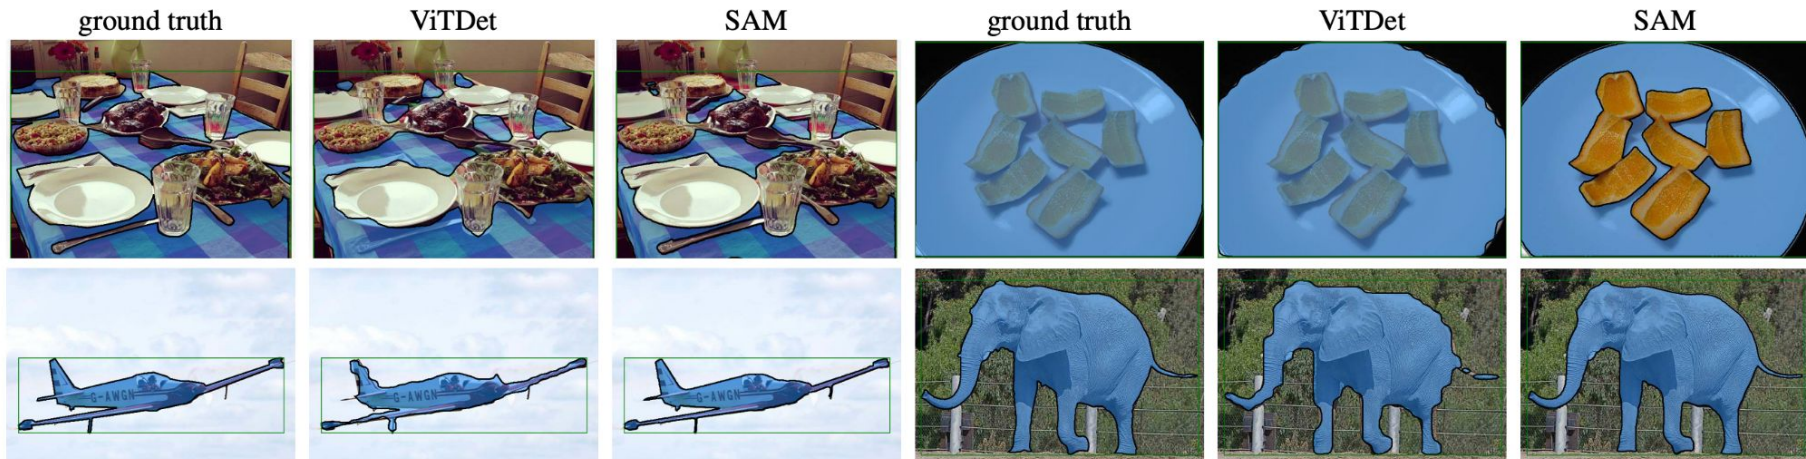 ground truth ViTDet SAM ground truth ViTDet SAM
G-AWGN G-AWGN G-AWGN